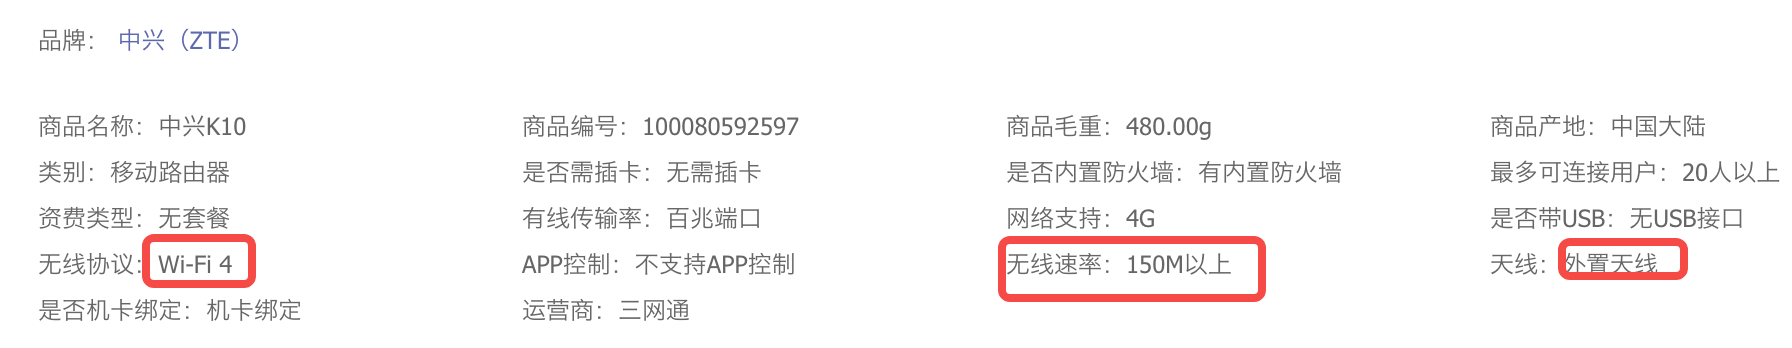 品牌： 中兴（ZTE）
商品名称：中兴K10 商品编号：100080592597 商品毛重：480.00g 商品产地：中国大陆
类别：移动路由器 是否需插卡：无需插卡 是否内置防火墙：有内置防火墙 最多可连接用户：20人以上
资费类型：无套餐 有线传输率：百兆端口 网络支持：4G 是否带USB：无USB接口
无线协议：Wi-Fi 4 APP控制：不支持APP控制 无线速率：150M以上 天线：外置天线
是否机卡绑定：机卡绑定 运营商：三网通